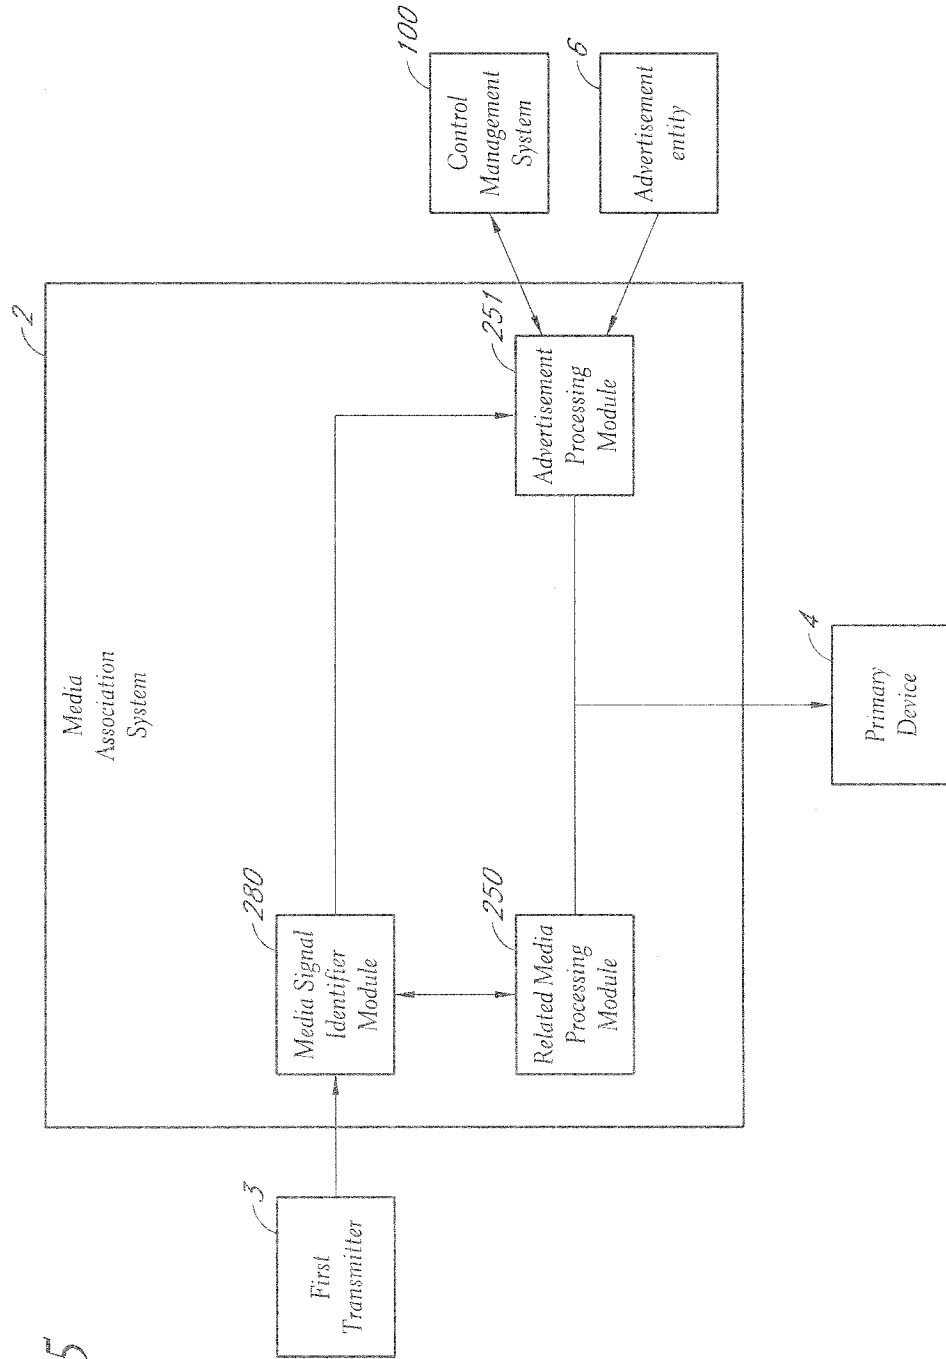 2
Media
Association
System
280
Media Signal
Identifier
Module
250
Related Media
Processing
Module
251
Advertisement
Processing
Module
100
Control
Management
System
6
Advertisement
entity
3
First
Transmitter
4
Primary
Device
5